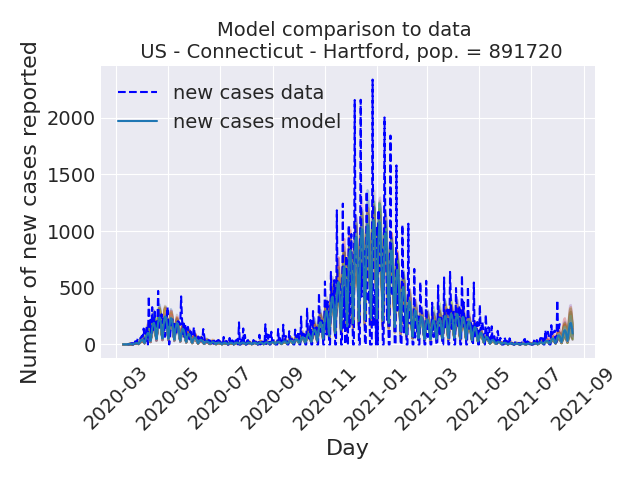 Model comparison to data
US - Connecticut - Hartford, pop. = 891720
Number of new cases reported
new cases data
new cases model
2000
1500
1000
500
0
2020-03
2020-05
2020-07
2020-09
2020-11
2021-01
2021-03
2021-05
2021-07
2021-09
Day